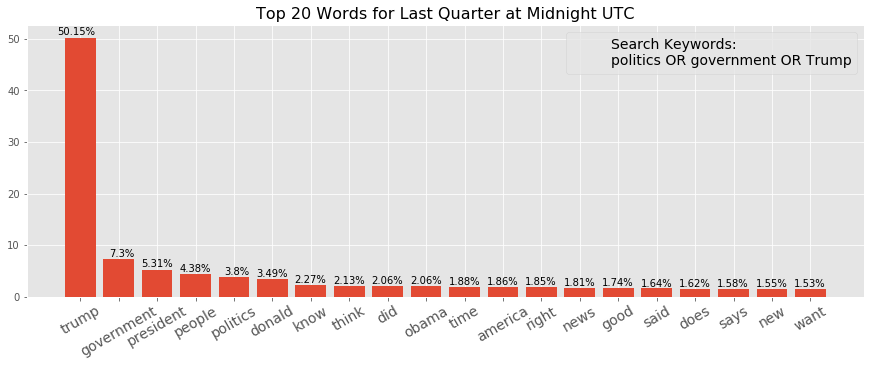 Top 20 Words for Last Quarter at Midnight UTC
Search Keywords:
politics OR government OR Trump
50
40
30
20
10
0
50.15%
7.3%
5.31%
4.38%
3.8%
3.49%
2.27%
2.13%
2.06%
2.06%
1.88%
1.86%
1.85%
1.81%
1.74%
1.64%
1.62%
1.58%
1.55%
1.53%
trump
government
president
people
politics
donald
know
think
did
obama
time
america
right
news
good
said
does
says
new
want